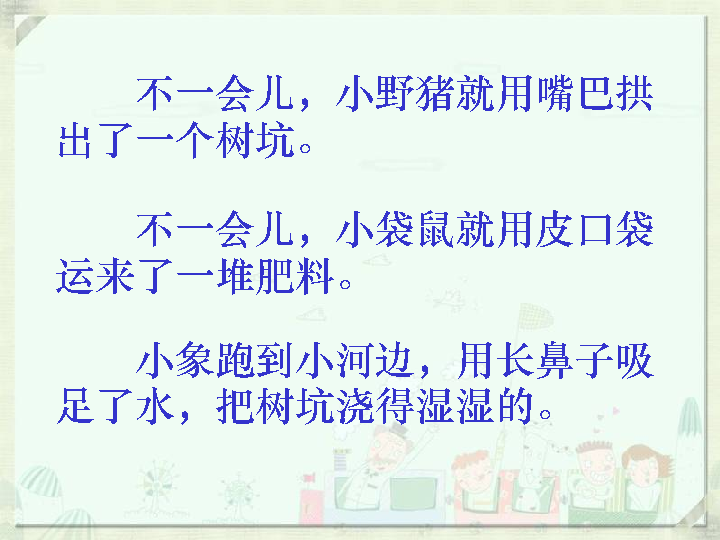 不一会儿，小野猪就用嘴巴拱
出了一个树坑。
不一会儿，小袋鼠就用皮口袋
运来了一堆肥料。
小象跑到小河边，用长鼻子吸
足了水，把树坑浇得湿湿的。